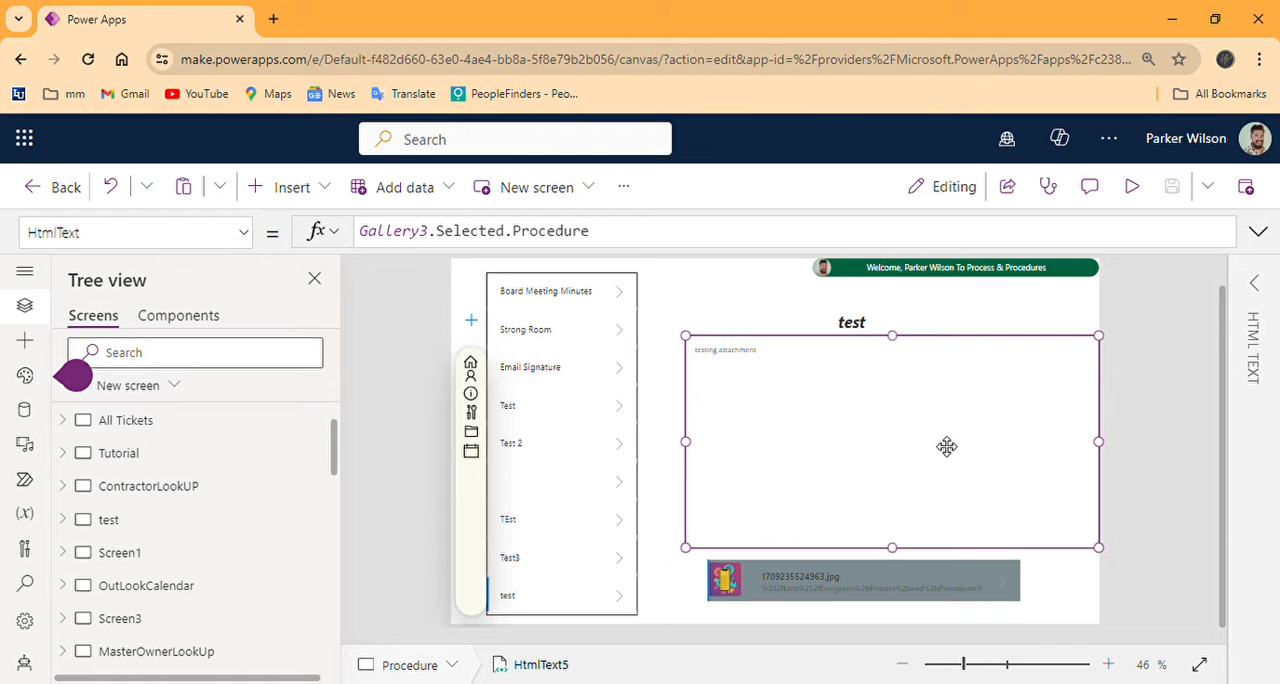 Power Apps
make.powerapps.com/e/Default-f482d660-63e0-4ae4-bb8a-5f8e79b2b056/canvas/?action=edit&app-id=%2Fproviders%2FMicrosoft.PowerApps%2Fapps%2Fc238...
mm
Gmail
YouTube
Maps
News
Translate
PeopleFinders - Peo...
All Bookmarks
Search
Parker Wilson
Back
Insert
Add data
New screen
Editing
HtmlText
=
fx
Gallery3.Selected.Procedure
Tree view
Screens
Components
Search
New screen
All Tickets
Tutorial
ContractorLookUP
test
Screen1
OutLookCalendar
Screen3
MasterOwnerLookUp
Board Meeting Minutes
Strong Room
Email Signature
Test
Test 2
TEst
Test3
test
Welcome, Parker Wilson To Process & Procedures
test
testing attachment
1709235524963.jpg
HTML TEXT
Procedure
HtmlText5
46 %